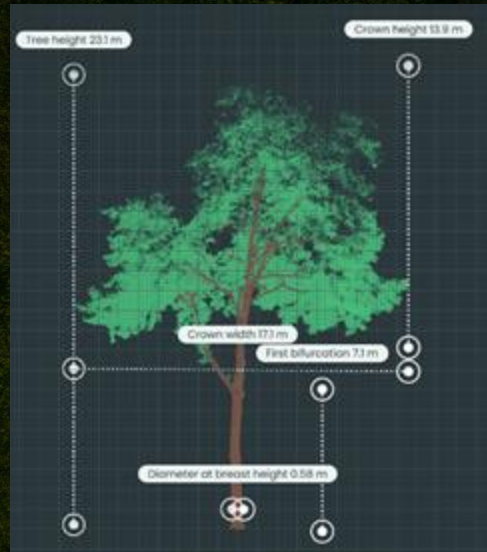 Tree height 23.1 m
Crown height 13.9 m
Crown width 17.1 m
First bifurcation 7.1 m
Diameter at breast height 0.58 m